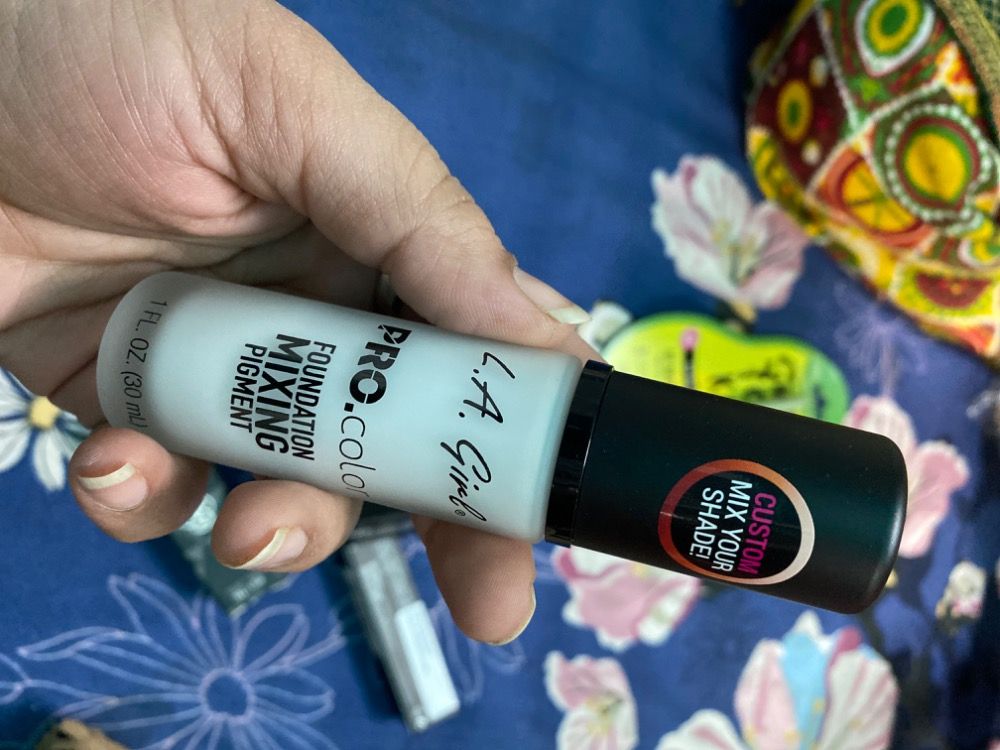 L.A. Girl®
PRO.color
FOUNDATION
MIXING
PIGMENT
1 FL. OZ. (30 mL)
CUSTOM
MIX YOUR
SHADE!